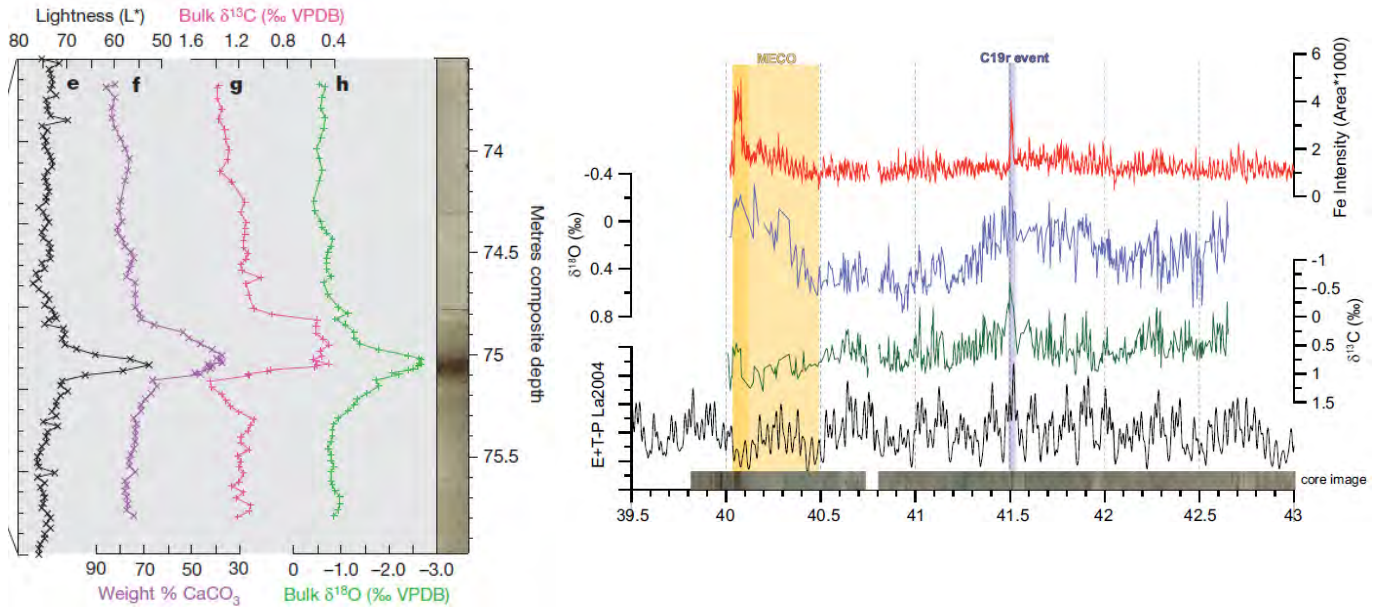 Lightness (L*) Bulk δ¹³C (‰ VPDB)
80 70 60 50 1.6 1.2 0.8 0.4
e f g h
74
74.5
75
75.5
Metres composite depth
90 70 50 30 0 –1.0 –2.0 –3.0
Weight % CaCO₃ Bulk δ¹⁸O (‰ VPDB)
MECO C19r event
6
4
2
0
Fe Intensity (Area*1000)
-0.4
0
0.4
0.8
δ18O (‰)
-1
-0.5
0
0.5
1
1.5
δ13C (‰)
E+T-P La2004
core image
39.5 40 40.5 41 41.5 42 42.5 43